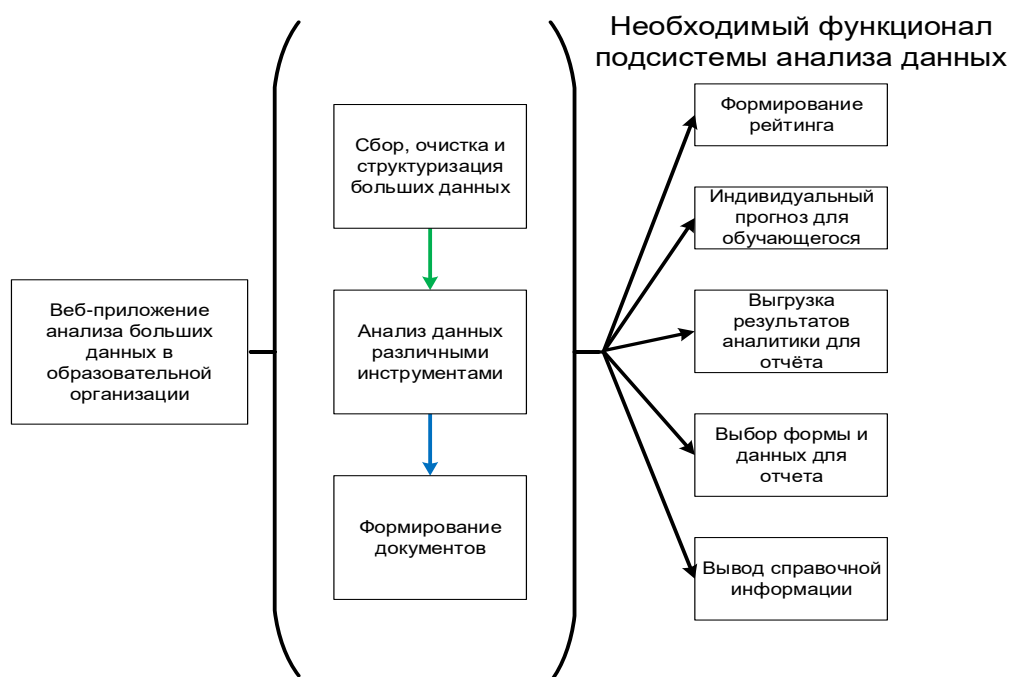 Необходимый функционал
подсистемы анализа данных
Веб-приложение
анализа больших
данных в
образовательной
организации
Сбор, очистка и
структуризация
больших данных
Анализ данных
различными
инструментами
Формирование
документов
Формирование
рейтинга
Индивидуальный
прогноз для
обучающегося
Выгрузка
результатов
аналитики для
отчёта
Выбор формы и
данных для
отчета
Вывод справочной
информации